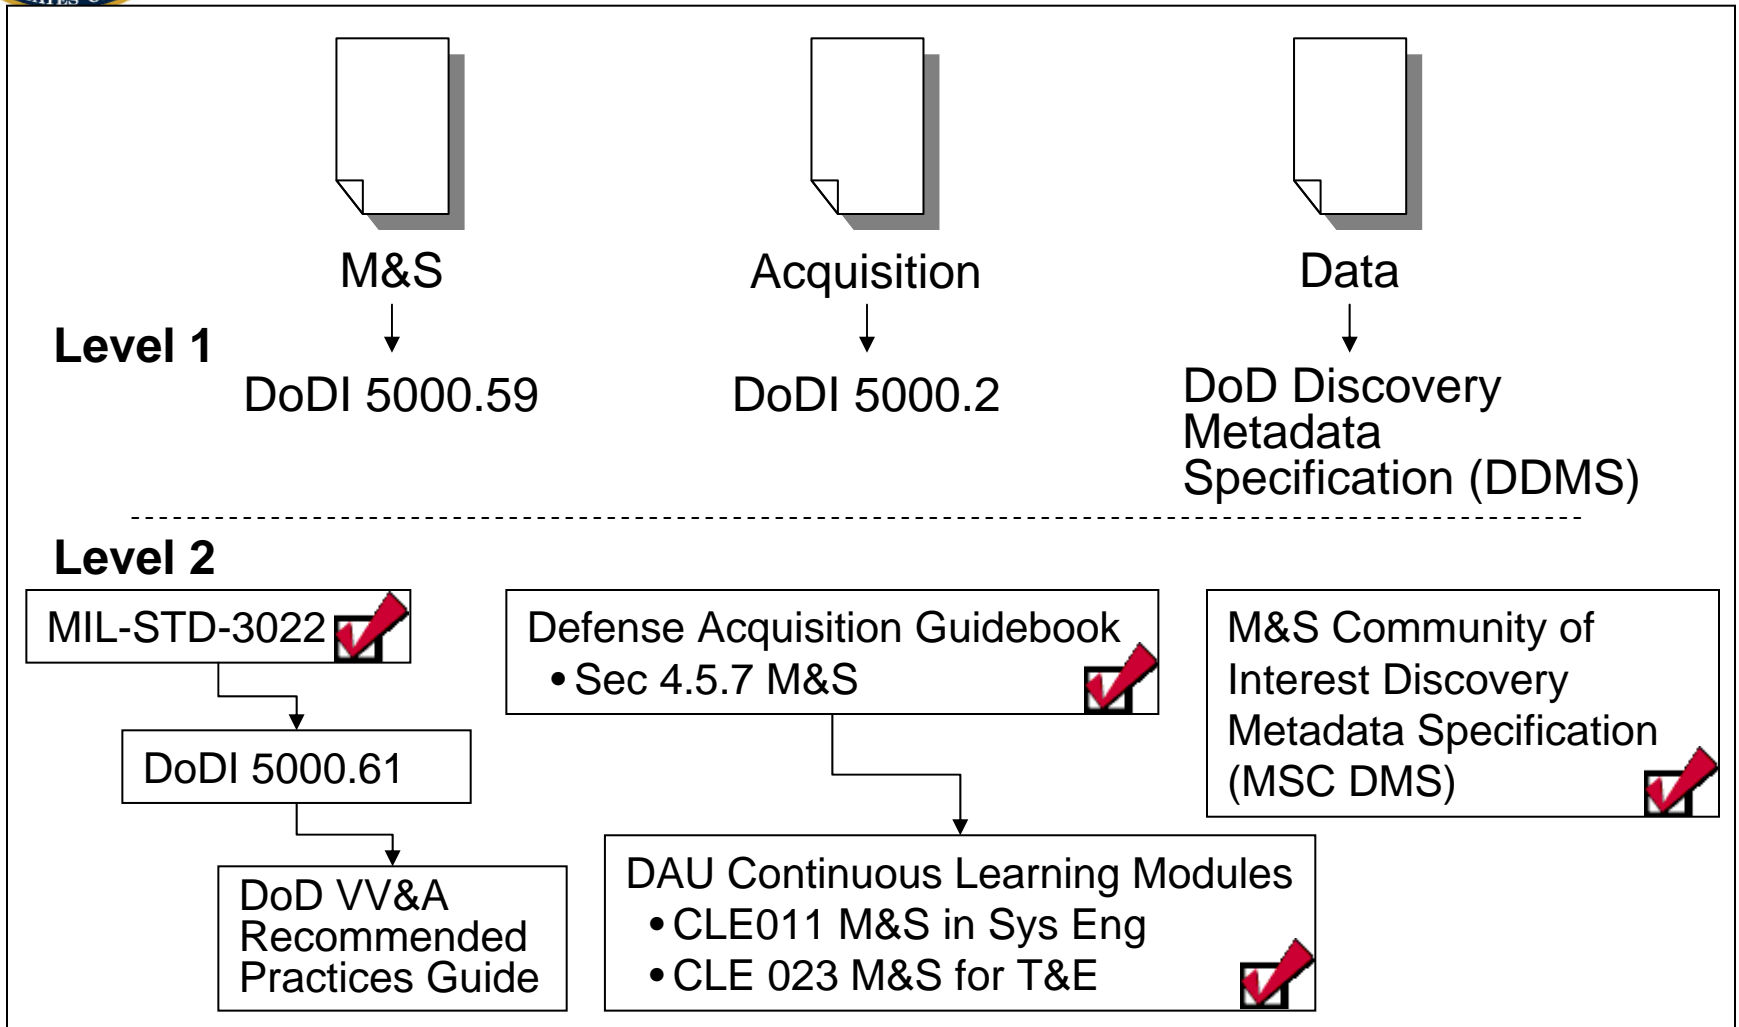 M&S
Acquisition
Data
Level 1
DoDI 5000.59
DoDI 5000.2
DoD Discovery
Metadata
Specification (DDMS)
Level 2
MIL-STD-3022
DoDI 5000.61
DoD VV&A
Recommended
Practices Guide
Defense Acquisition Guidebook
• Sec 4.5.7 M&S
DAU Continuous Learning Modules
• CLE011 M&S in Sys Eng
• CLE 023 M&S for T&E
M&S Community of
Interest Discovery
Metadata Specification
(MSC DMS)